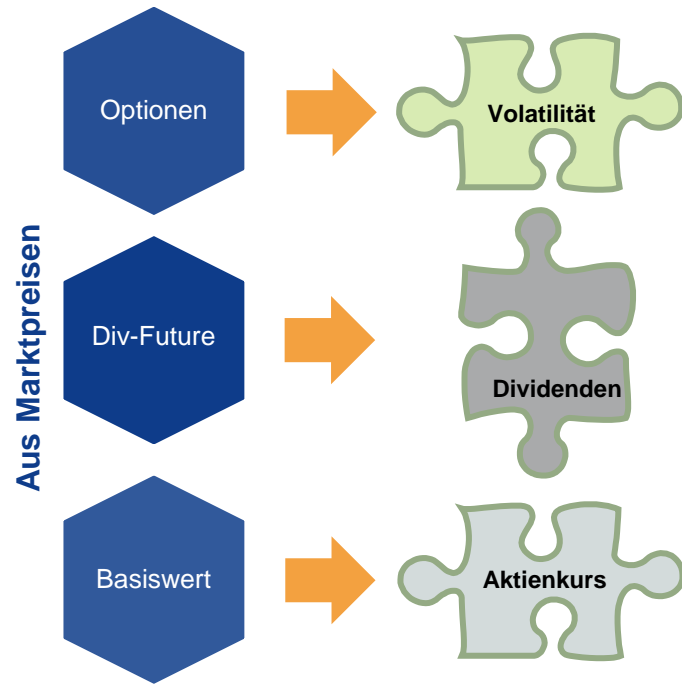 Aus Marktpreisen
Optionen
Volatilität
Div-Future
Dividenden
Basiswert
Aktienkurs